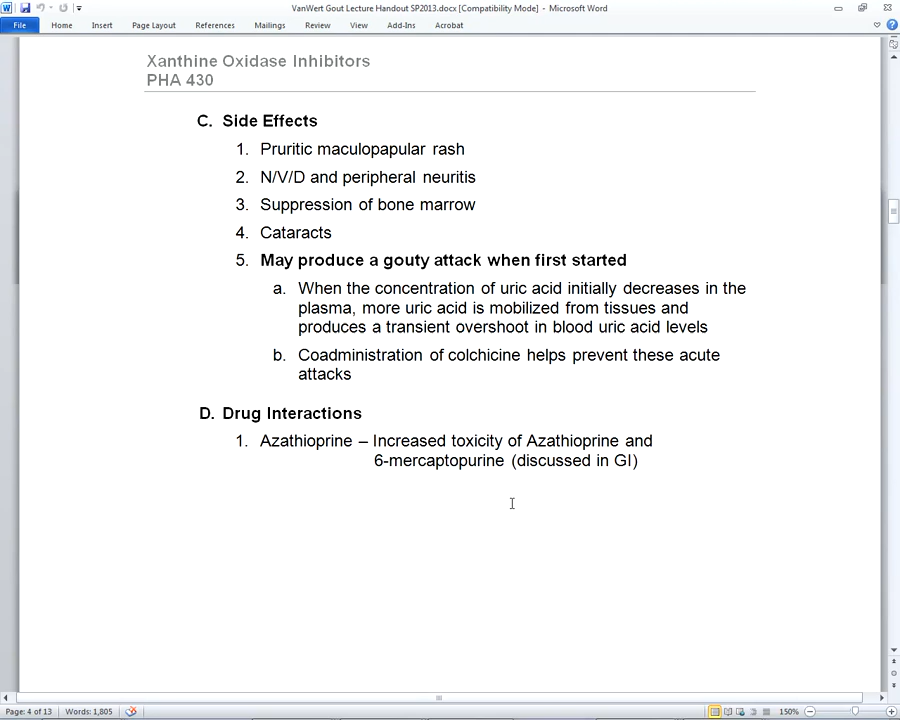 VanWert Gout Lecture Handout SP2013.docx [Compatibility Mode] - Microsoft Word
File Home Insert Page Layout References Mailings Review View Add-Ins Acrobat
Xanthine Oxidase Inhibitors
PHA 430
C. Side Effects
1. Pruritic maculopapular rash
2. N/V/D and peripheral neuritis
3. Suppression of bone marrow
4. Cataracts
5. May produce a gouty attack when first started
a. When the concentration of uric acid initially decreases in the
plasma, more uric acid is mobilized from tissues and
produces a transient overshoot in blood uric acid levels
b. Coadministration of colchicine helps prevent these acute
attacks
D. Drug Interactions
1. Azathioprine – Increased toxicity of Azathioprine and
6-mercaptopurine (discussed in GI)
Page: 4 of 13 Words: 1,805 150%